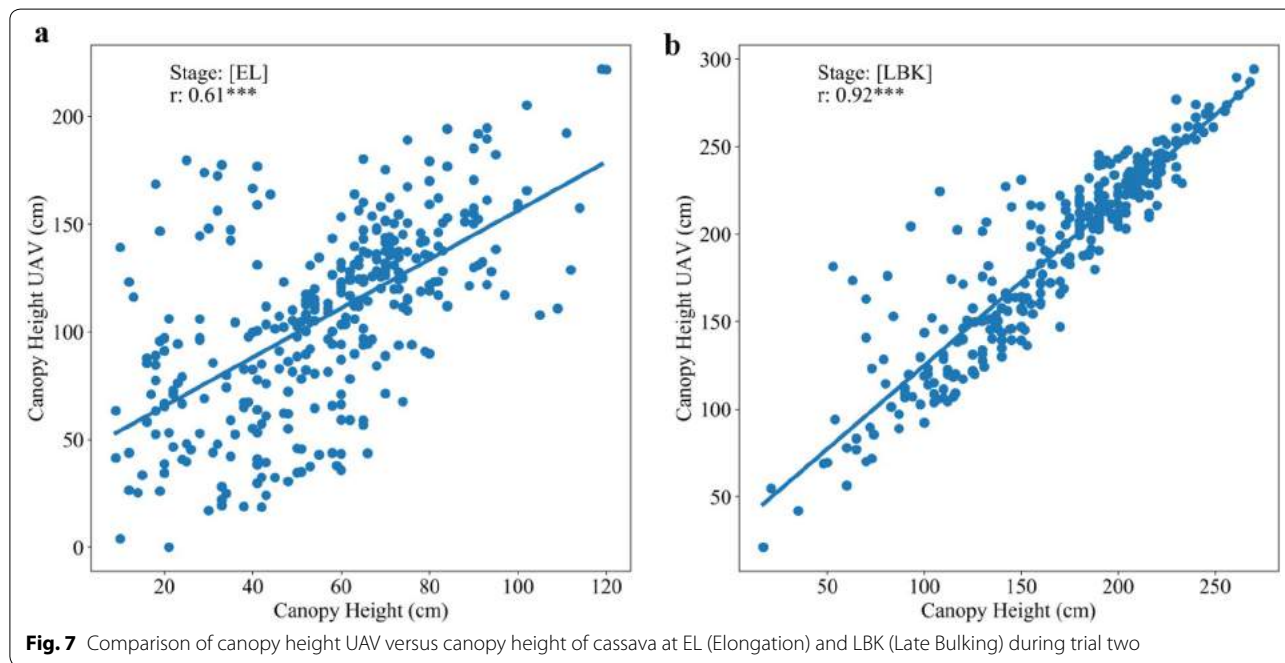 a
Stage: [EL]
r: 0.61***
Canopy Height UAV (cm)
200
150
100
50
0
20 40 60 80 100 120
Canopy Height (cm)
b
Stage: [LBK]
r: 0.92***
Canopy Height UAV (cm)
300
250
200
150
100
50
50 100 150 200 250
Canopy Height (cm)
Fig. 7 Comparison of canopy height UAV versus canopy height of cassava at EL (Elongation) and LBK (Late Bulking) during trial two